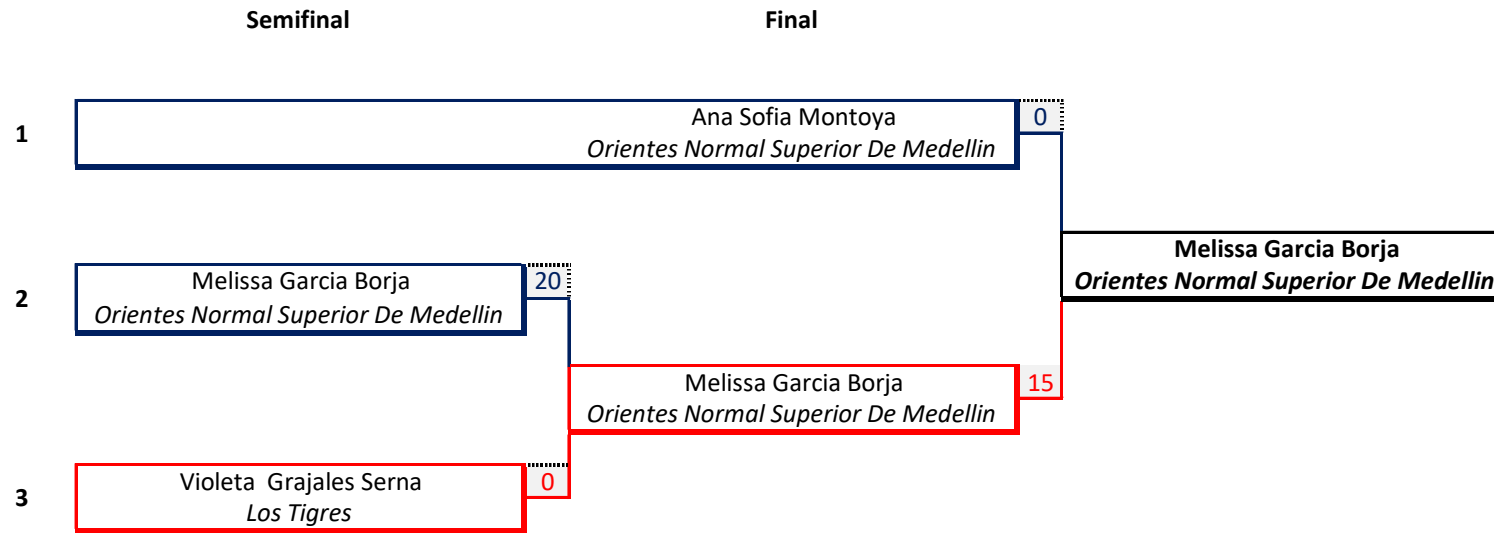 Semifinal Final
1
Ana Sofia Montoya 0
Orientes Normal Superior De Medellin
Melissa Garcia Borja
Orientes Normal Superior De Medellin
2
Melissa Garcia Borja 20
Orientes Normal Superior De Medellin
Melissa Garcia Borja 15
Orientes Normal Superior De Medellin
3
Violeta  Grajales Serna 0
Los Tigres